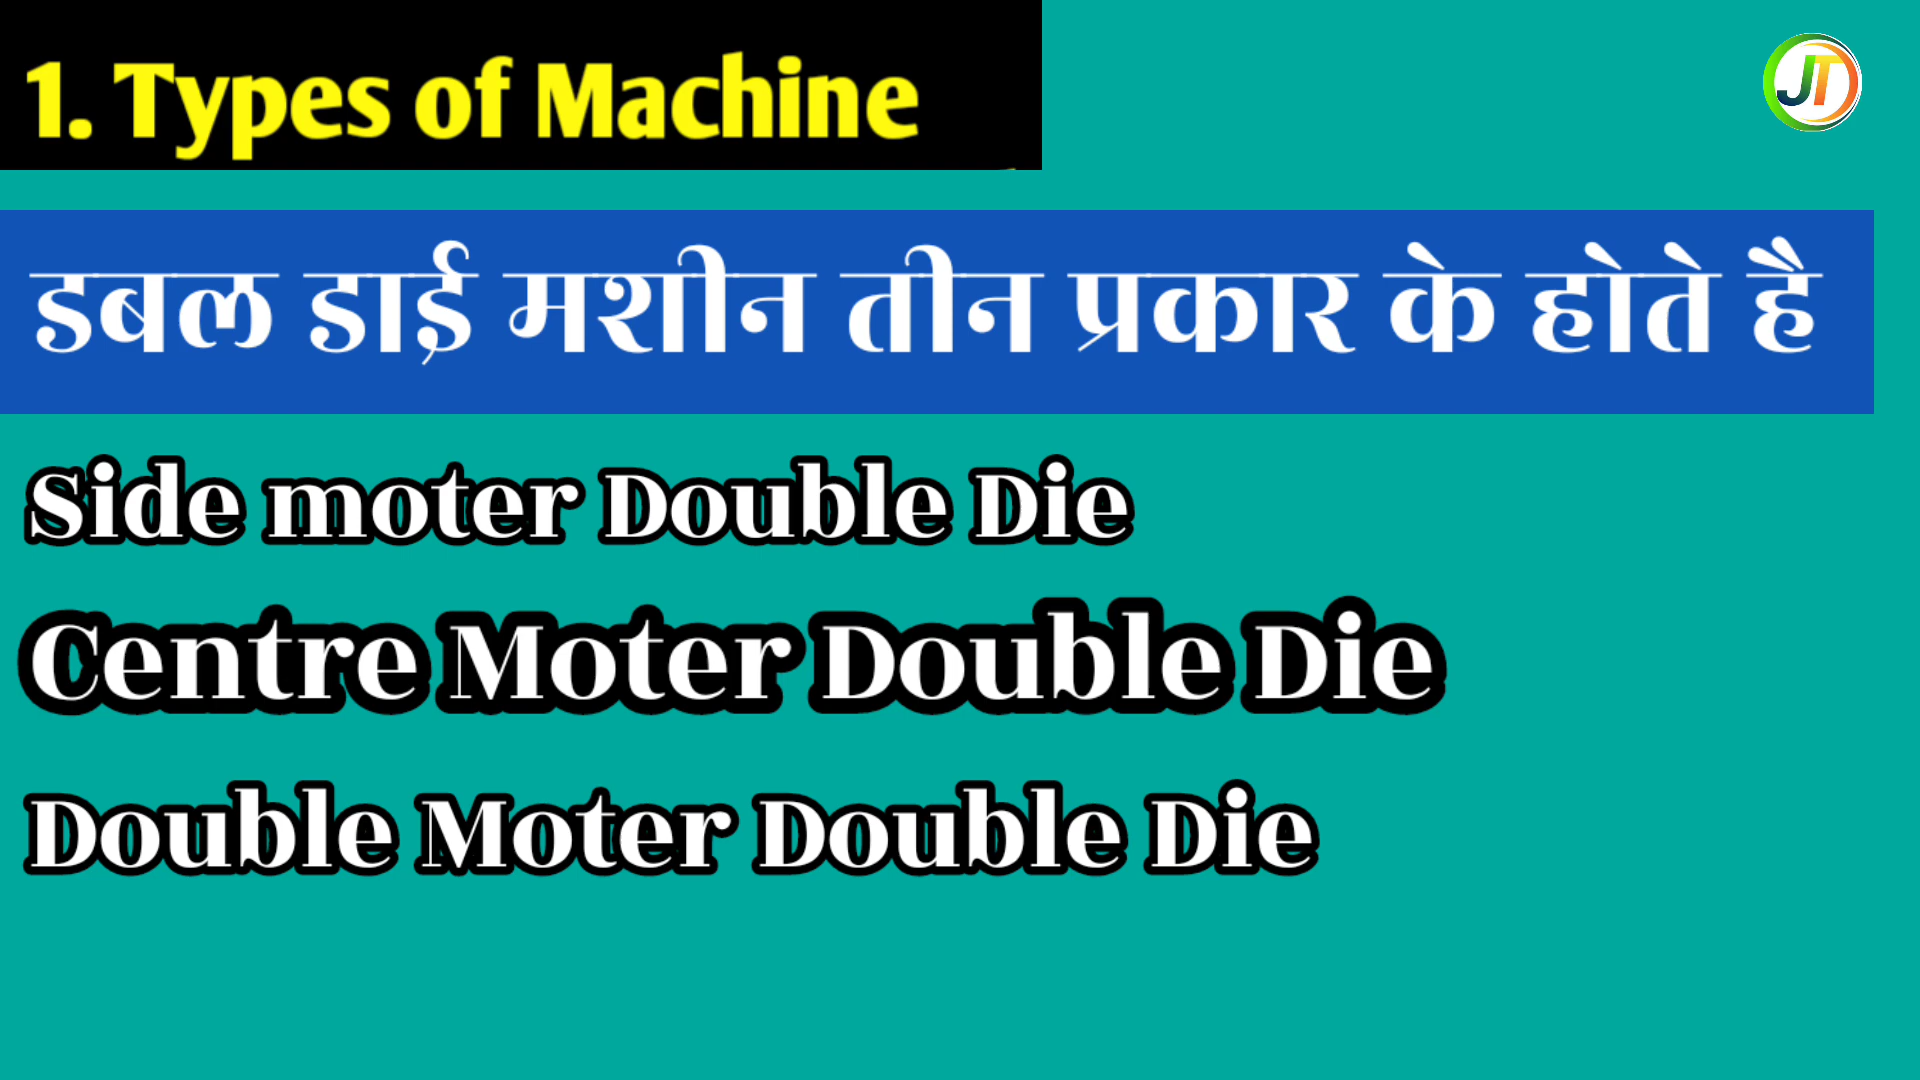 1. Types of Machine
JT
डबल डाई मशीन तीन प्रकार के होते है
Side moter Double Die
Centre Moter Double Die
Double Moter Double Die